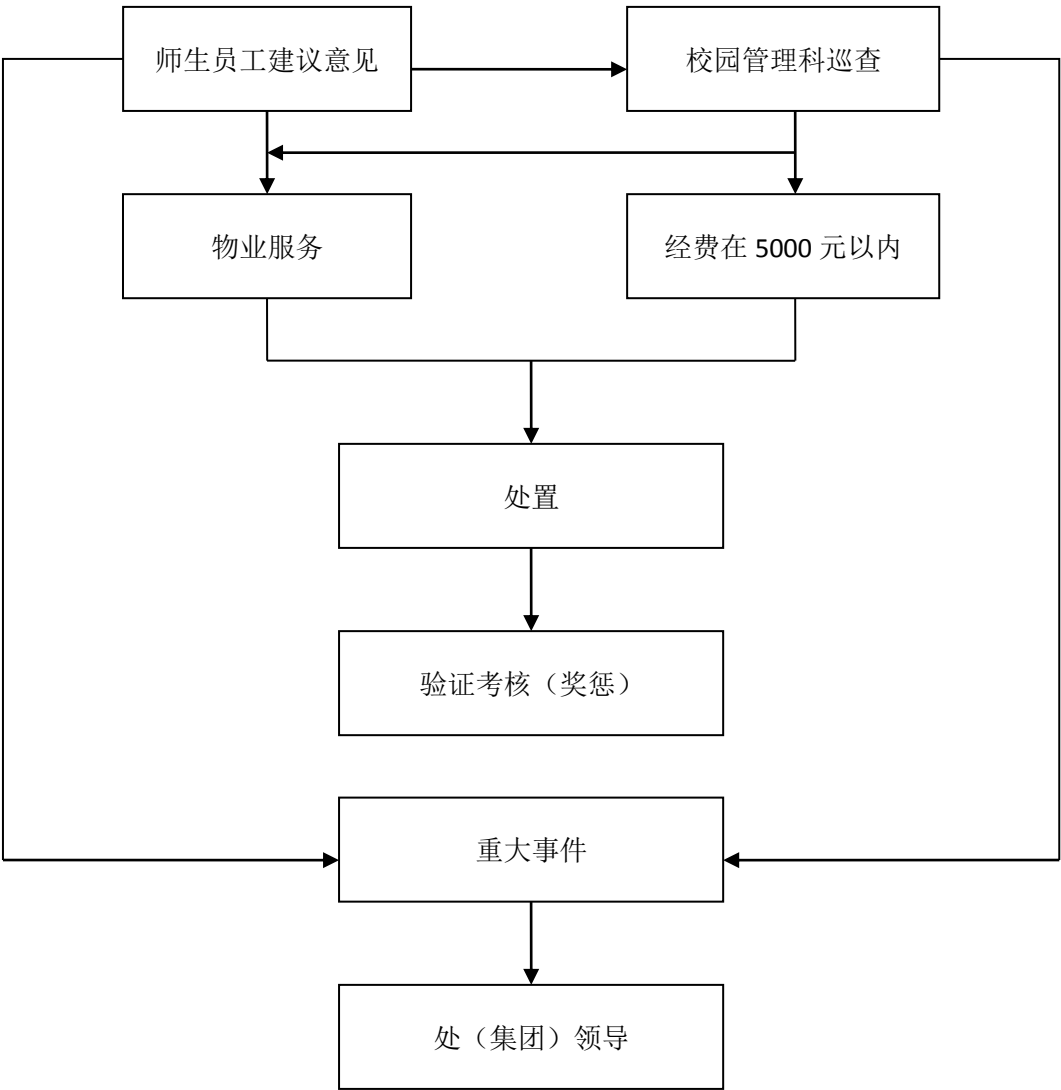 师生员工建议意见
校园管理科巡查
物业服务
经费在 5000 元以内
处置
验证考核（奖惩）
重大事件
处（集团）领导